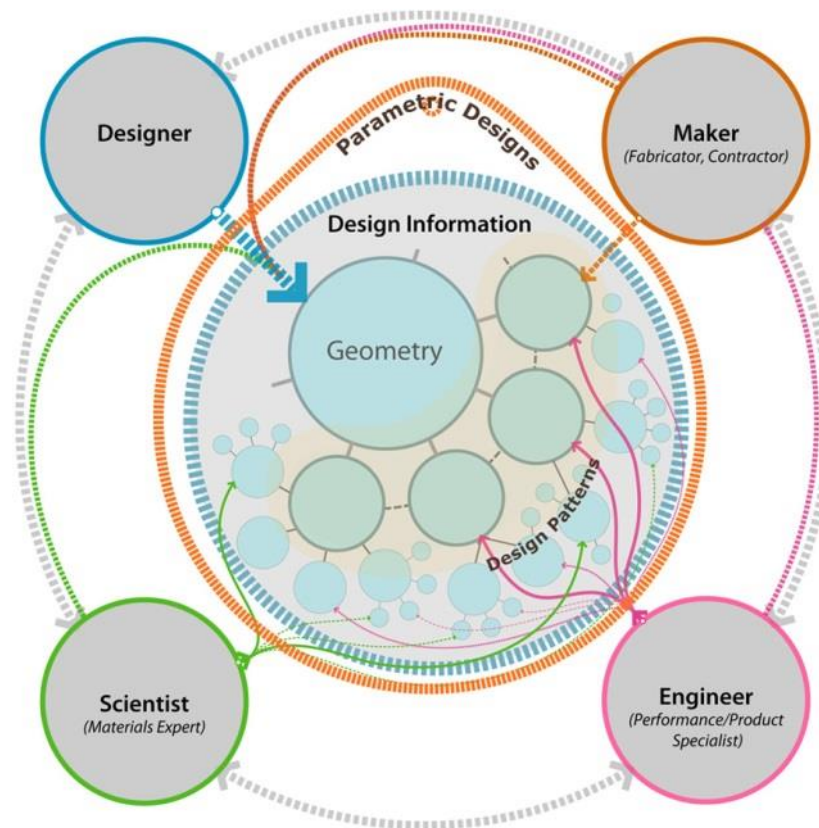 Designer
Maker
(Fabricator, Contractor)
Parametric Designs
Design Information
Geometry
Design Patterns
Scientist
(Materials Expert)
Engineer
(Performance/Product
Specialist)